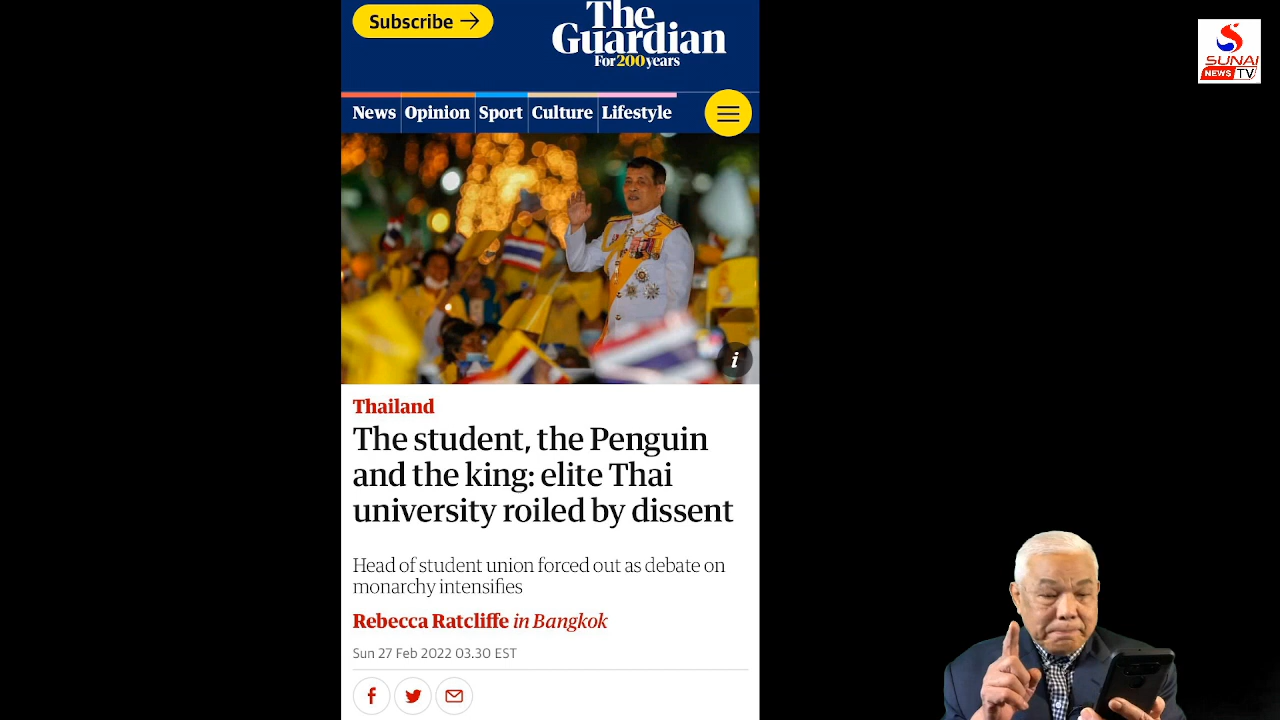 Subscribe →
The
Guardian
For 200 years
SUNAI
NEWS TV
News Opinion Sport Culture Lifestyle
i
Thailand
The student, the Penguin
and the king: elite Thai
university roiled by dissent
Head of student union forced out as debate on
monarchy intensifies
Rebecca Ratcliffe in Bangkok
Sun 27 Feb 2022 03.30 EST